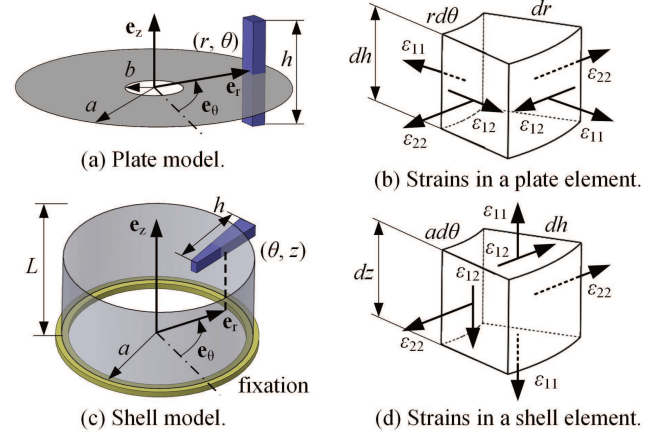 e_z
(r, θ)
h
b
a
e_r
e_θ
(a) Plate model.
rdθ
dr
dh
ε₁₁
ε₂₂
ε₁₂
ε₁₂
ε₂₂
ε₁₁
(b) Strains in a plate element.
h
e_z
(θ, z)
L
e_r
a
e_θ
fixation
(c) Shell model.
ε₁₁
adθ
dh
ε₁₂
ε₁₂
dz
ε₂₂
ε₂₂
ε₁₁
(d) Strains in a shell element.